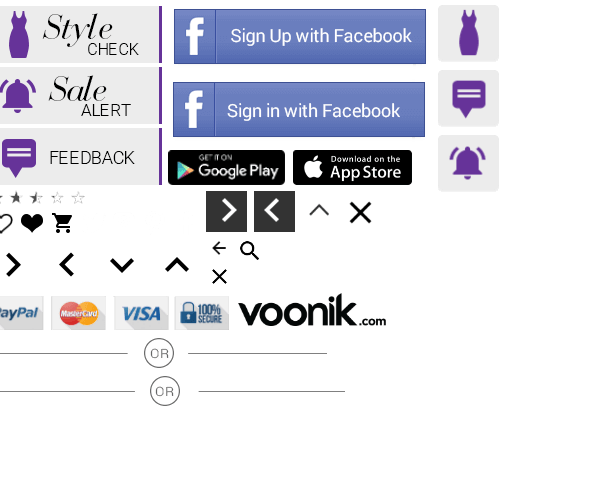 Style
CHECK
Sign Up with Facebook
Sale
ALERT
Sign in with Facebook
FEEDBACK
GET IT ON
Google Play
Download on the
App Store
PayPal
MasterCard
VISA
100%
SECURE
voonik.com
OR
OR